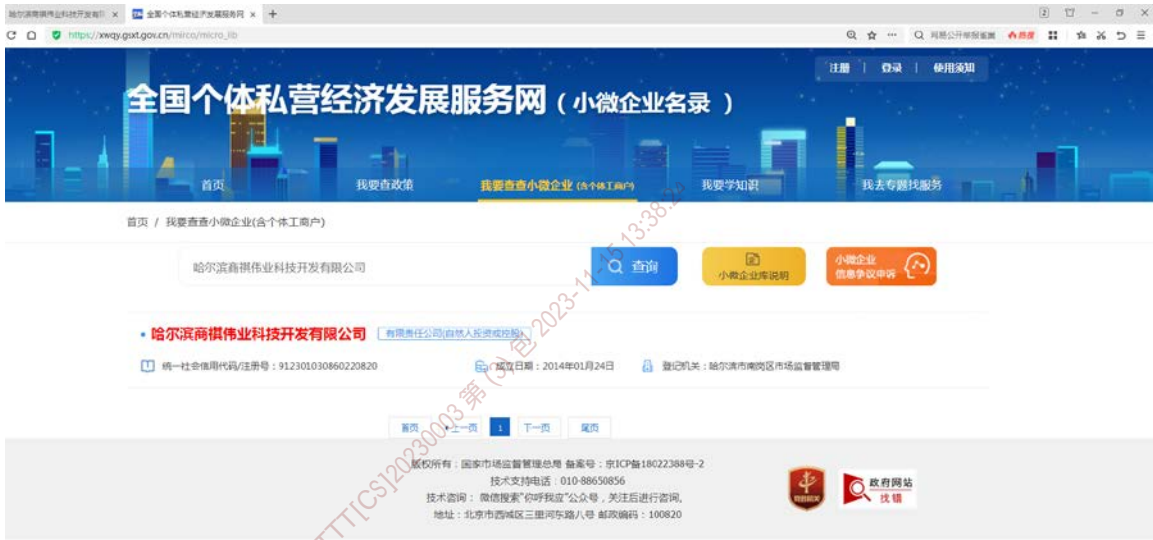 全国个体私营经济发展服务网 ×
https://xwqy.gsxt.gov.cn/mirco/micro_lib
注册 | 登录 | 使用须知
全国个体私营经济发展服务网（小微企业名录 ）
首页
我要查政策
我要查查小微企业 (含个体工商户)
我要学知识
我去专题找服务
首页 / 我要查查小微企业(含个体工商户)
哈尔滨商祺伟业科技开发有限公司
查询
小微企业库说明
小微企业
信息争议申诉
哈尔滨商祺伟业科技开发有限公司
有限责任公司(自然人投资或控股)
统一社会信用代码/注册号：912301030860220820
成立日期：2014年01月24日
登记机关：哈尔滨市南岗区市场监督管理局
首页
上一页
1
下一页
尾页
版权所有：国家市场监督管理总局 备案号：京ICP备18022388号-2
技术支持电话：010-88650856
技术咨询： 微信搜索“你呼我应”公众号，关注后进行咨询。
地址：北京市西城区三里河东路八号 邮政编码：100820
政府网站
找错
[CS]20230003 第 (3) 包 2023-11-15 13:38:2